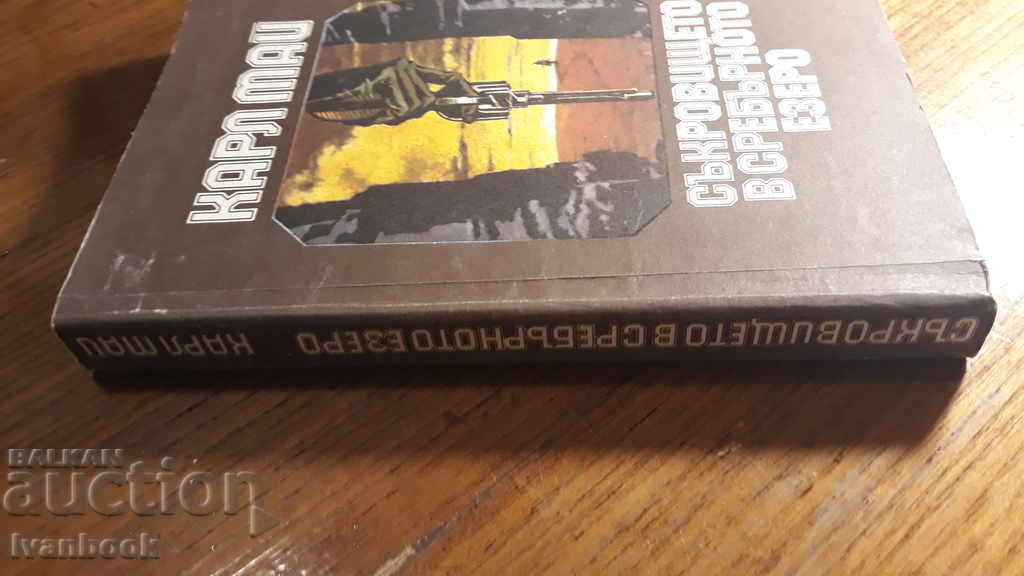 КАРЛ МАЙ
СЪКРОВИЩЕТО
В СРЕБЪРНОТО
ЕЗЕРО
КАРЛ МАЙ СЪКРОВИЩЕТО В СРЕБЪРНОТО ЕЗЕРО
BALKAN
auction
Ivanbook